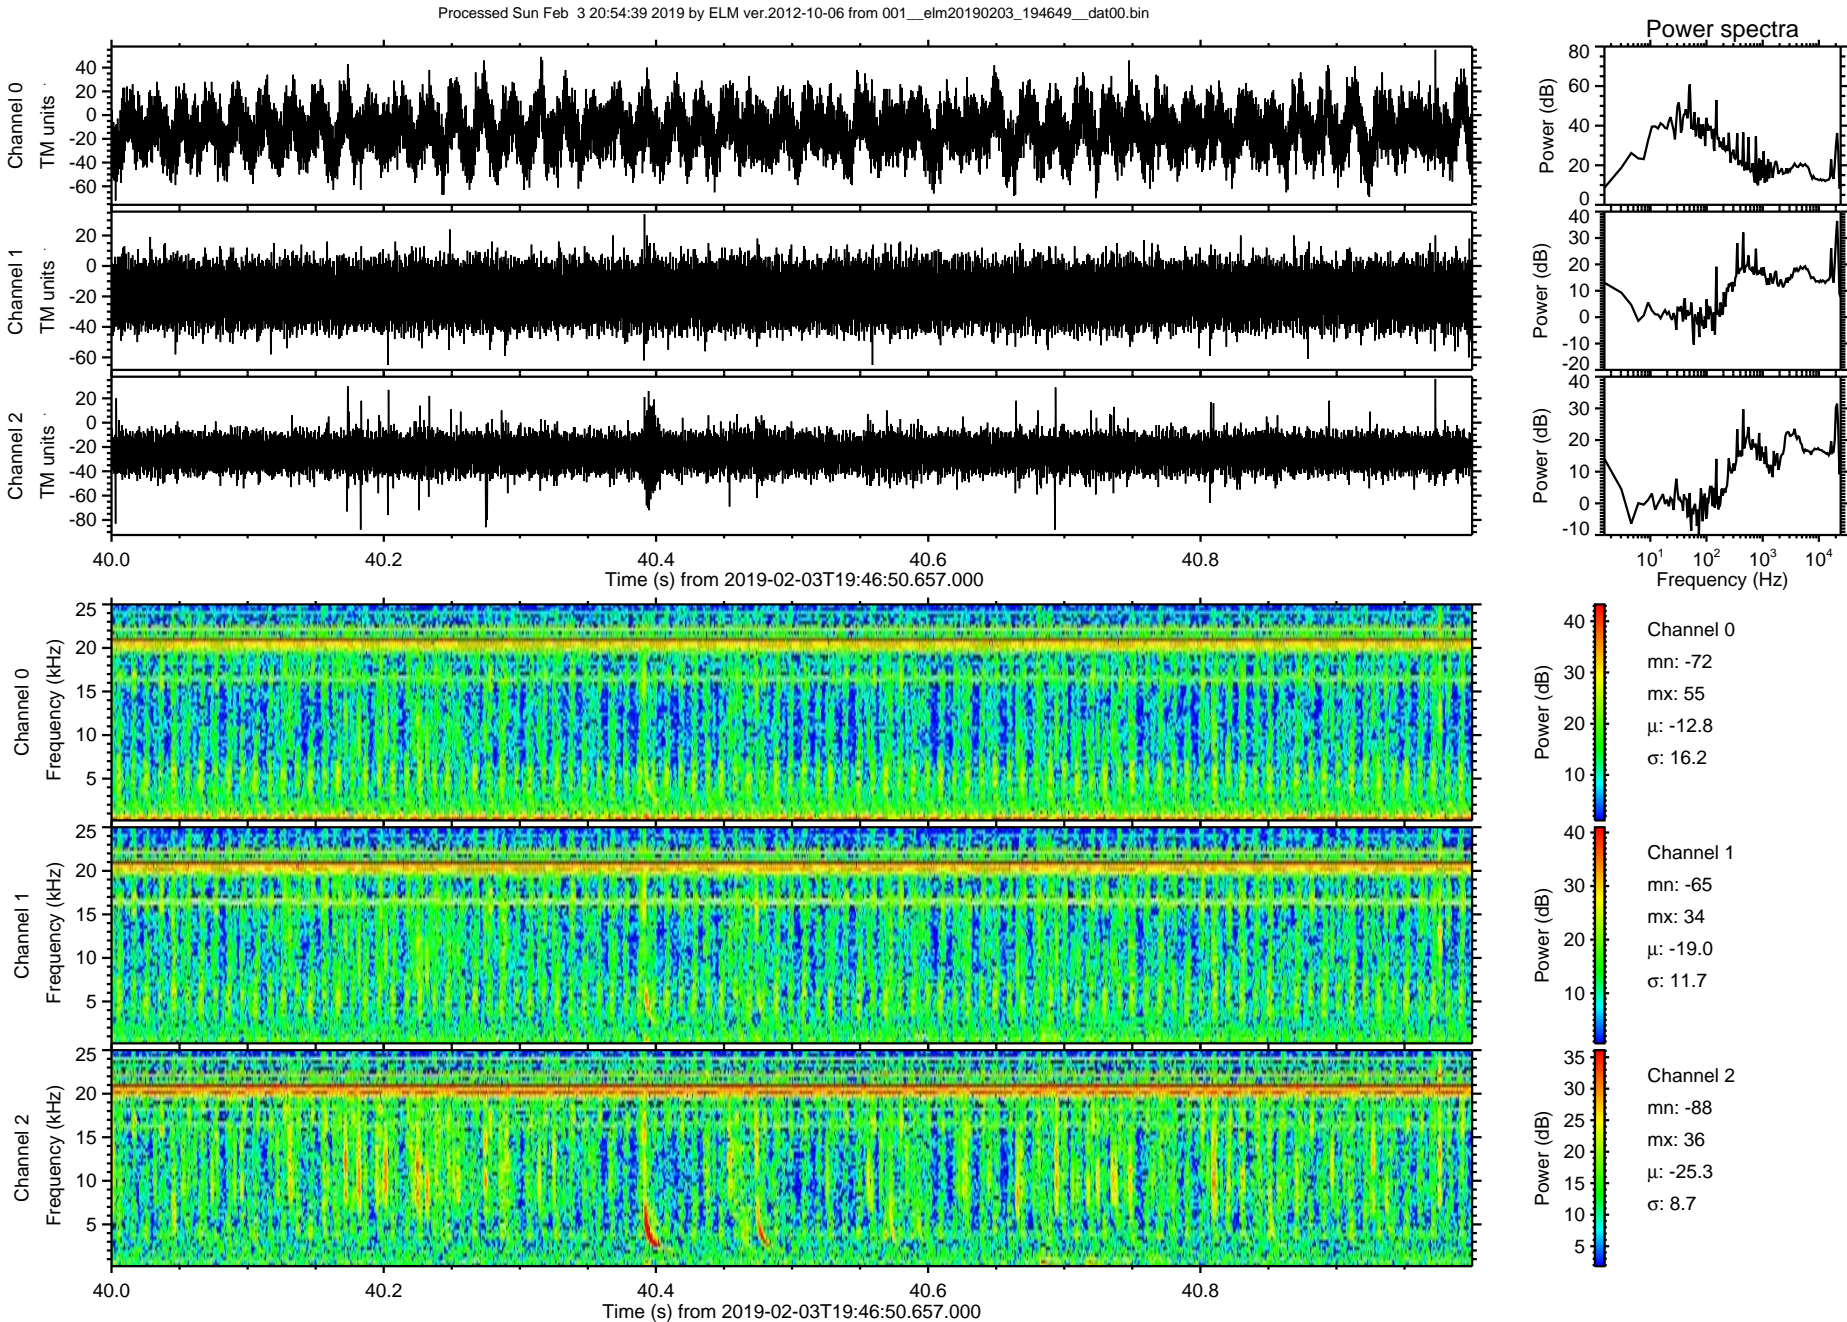 Processed Sun Feb  3 20:54:39 2019 by ELM ver.2012-10-06 from 001__elm20190203_194649__dat00.bin
Power spectra
Channel 0
TM units
40
20
0
-20
-40
-60
Power (dB)
80
60
40
20
0
Channel 1
TM units
20
0
-20
-40
-60
Power (dB)
40
30
20
10
0
-10
-20
Channel 2
TM units
20
0
-20
-40
-60
-80
Power (dB)
40
30
20
10
0
-10
40.0 40.2 40.4 40.6 40.8
Time (s) from 2019-02-03T19:46:50.657.000
10^1 10^2 10^3 10^4
Frequency (Hz)
Channel 0
Frequency (kHz)
25
20
15
10
5
Power (dB)
40
30
20
10
Channel 0
mn: -72
mx: 55
μ: -12.8
σ: 16.2
Channel 1
Frequency (kHz)
25
20
15
10
5
Power (dB)
40
30
20
10
Channel 1
mn: -65
mx: 34
μ: -19.0
σ: 11.7
Channel 2
Frequency (kHz)
25
20
15
10
5
Power (dB)
35
30
25
20
15
10
5
Channel 2
mn: -88
mx: 36
μ: -25.3
σ: 8.7
40.0 40.2 40.4 40.6 40.8
Time (s) from 2019-02-03T19:46:50.657.000